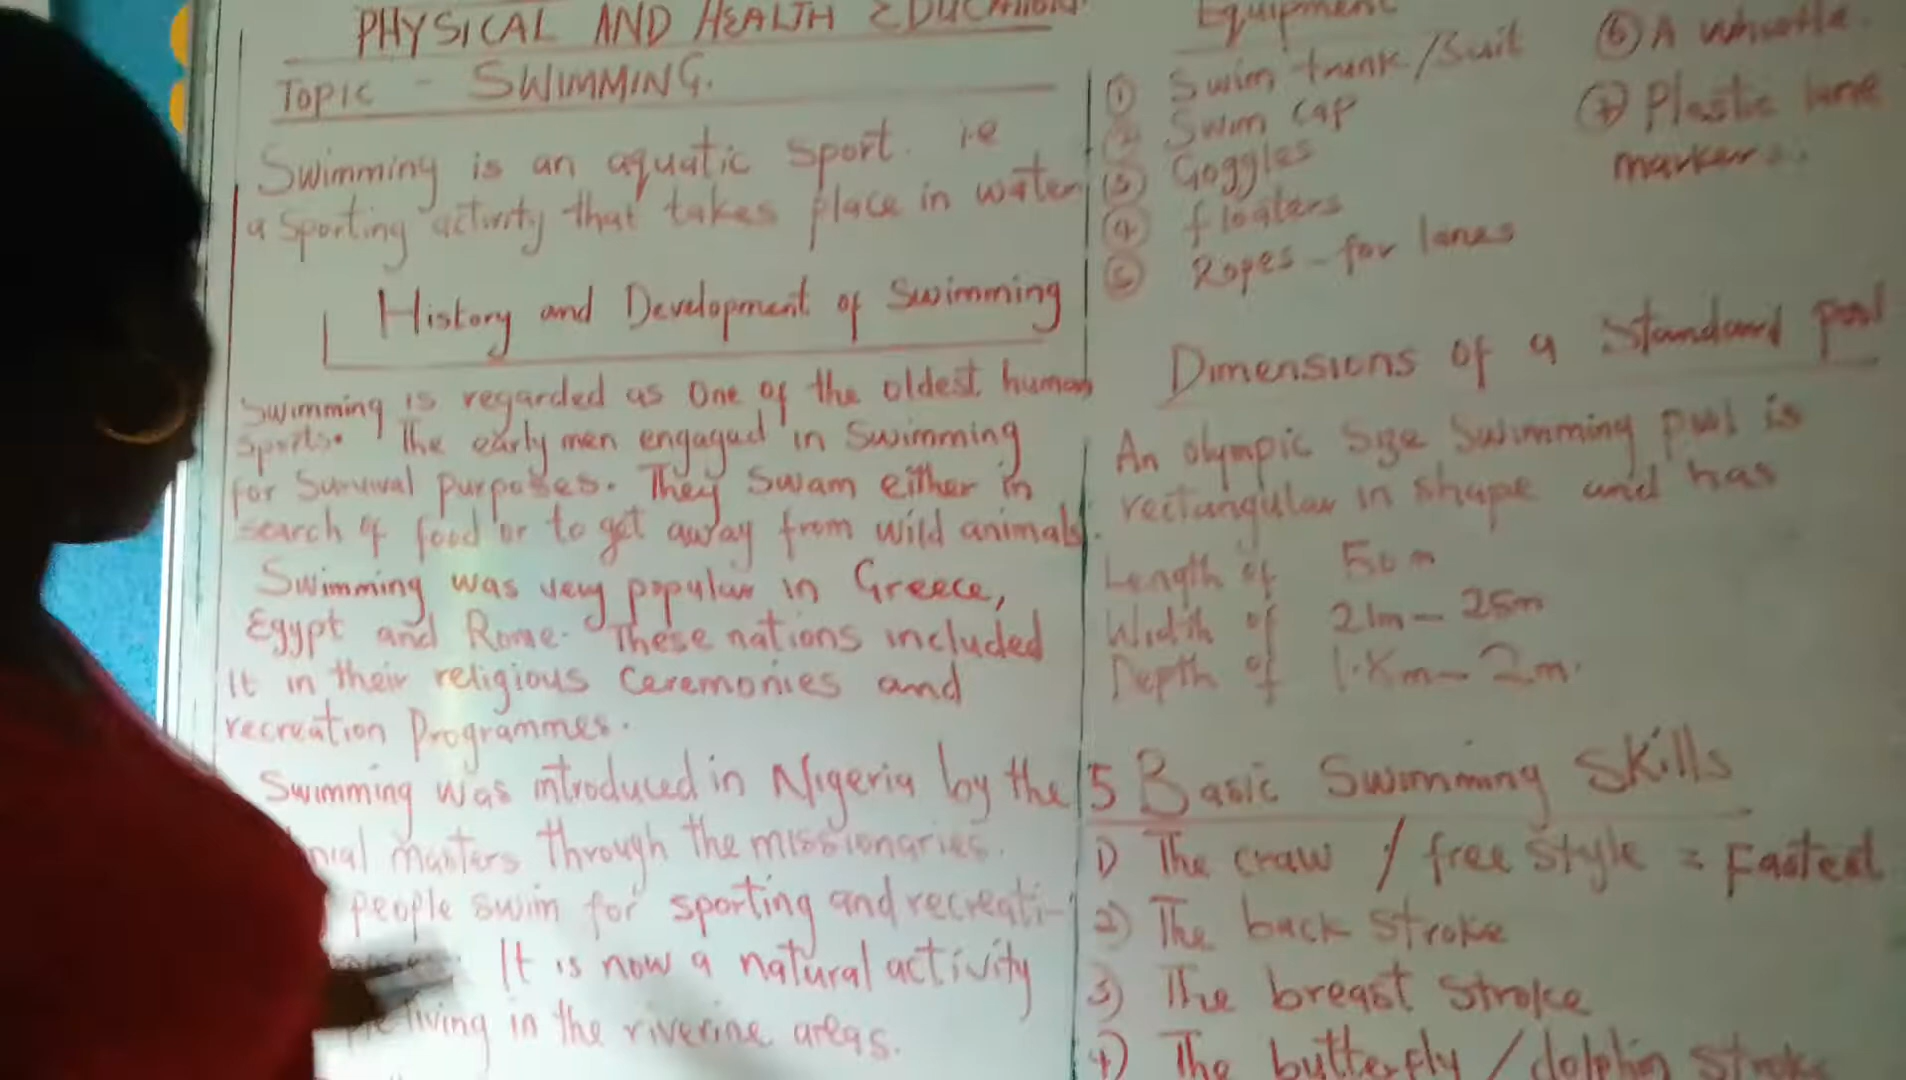 PHYSICAL AND HEALTH EDUCATION
TOPIC - SWIMMING.
Swimming is an aquatic sport. i.e
a sporting activity that takes place in water
History and Development of Swimming
Swimming is regarded as One of the oldest human
sports. The early men engaged in Swimming
for Survival purposes. They Swam either in
search of food or to get away from wild animals.
Swimming was very popular in Greece,
Egypt and Rome. These nations included
it in their religious ceremonies and
recreation Programmes.
Swimming was introduced in Nigeria by the
masters through the missionaries.
people swim for sporting and recreati-
It is now a natural activity
living in the riverine areas.
Equipment
① Swim trunk/Suit
② Swim cap
③ Goggles
④ floaters
⑤ Ropes - for lanes
⑥ A whistle.
⑦ Plastic lane
markers.
Dimensions of a Standard pool
An olympic Size Swimming pool is
rectangular in shape and has
Length of 50m
Width of 21m - 25m
Depth of 1.8m - 2m.
5 Basic Swimming Skills
1) The craw / free style = Fastest
2) The back stroke
3) The breast stroke
4) The butterfly / dolphin stroke